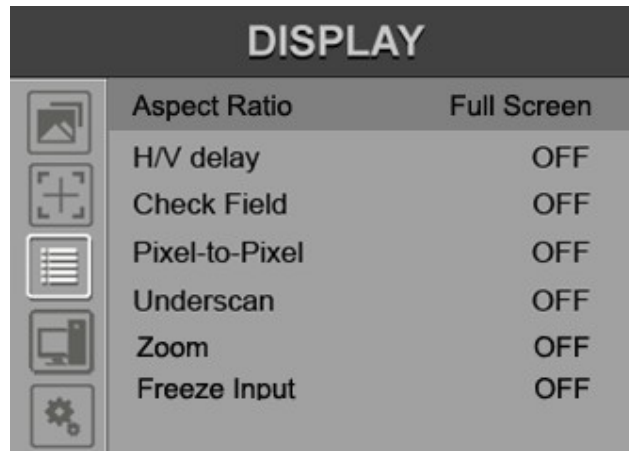 DISPLAY
Aspect Ratio Full Screen
H/V delay OFF
Check Field OFF
Pixel-to-Pixel OFF
Underscan OFF
Zoom OFF
Freeze Input OFF